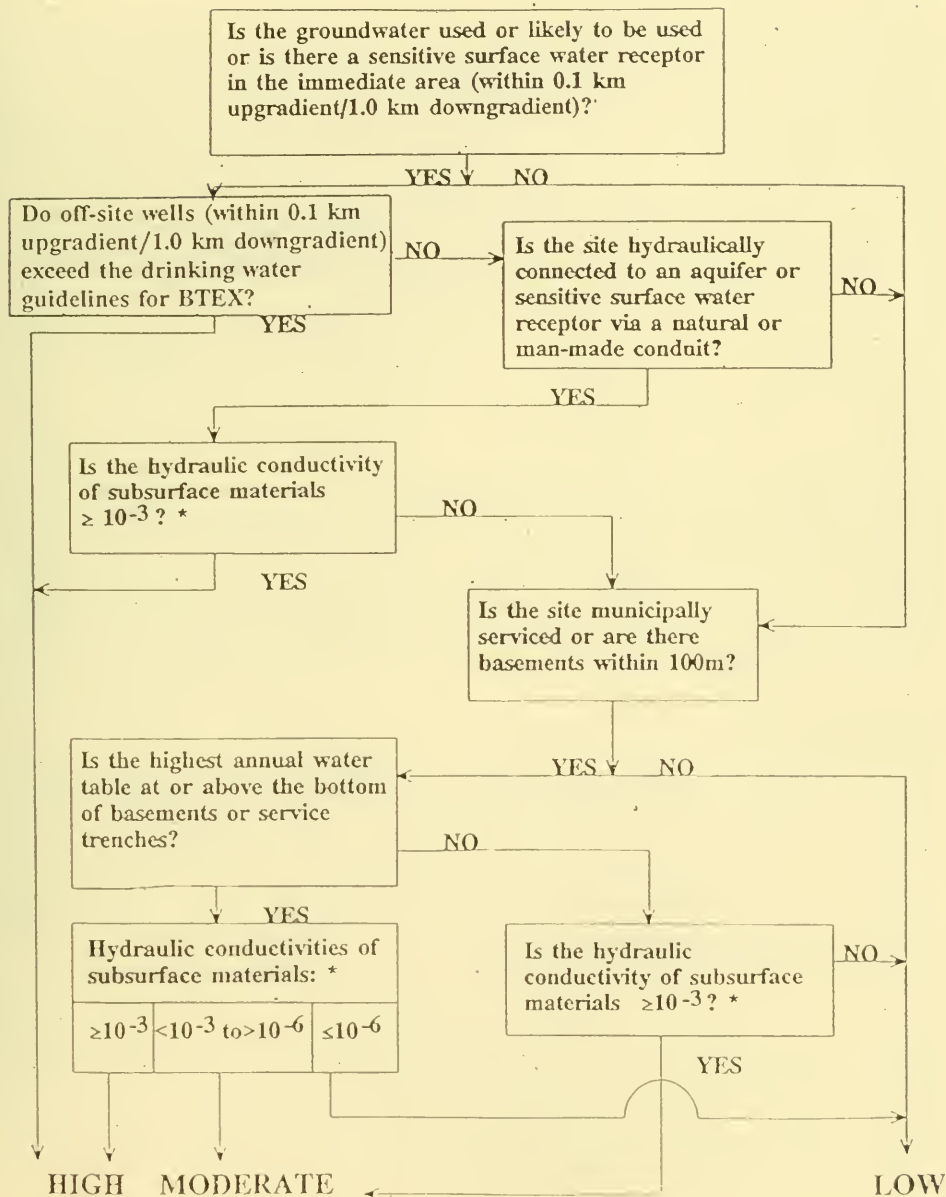 Is the groundwater used or likely to be used
or is there a sensitive surface water receptor
in the immediate area (within 0.1 km
upgradient/1.0 km downgradient)?
YES NO
Do off-site wells (within 0.1 km
upgradient/1.0 km downgradient)
exceed the drinking water
guidelines for BTEX?
NO
Is the site hydraulically
connected to an aquifer or
sensitive surface water
receptor via a natural or
man-made conduit?
NO
YES
YES
Is the hydraulic conductivity
of subsurface materials
≥ 10-3 ? *
NO
YES
Is the site municipally
serviced or are there
basements within 100m?
YES NO
Is the highest annual water
table at or above the bottom
of basements or service
trenches?
NO
YES
Hydraulic conductivities of
subsurface materials: *
≥10-3 <10-3 to>10-6 ≤10-6
Is the hydraulic
conductivity of subsurface
materials ≥10-3 ? *
NO
YES
HIGH MODERATE LOW